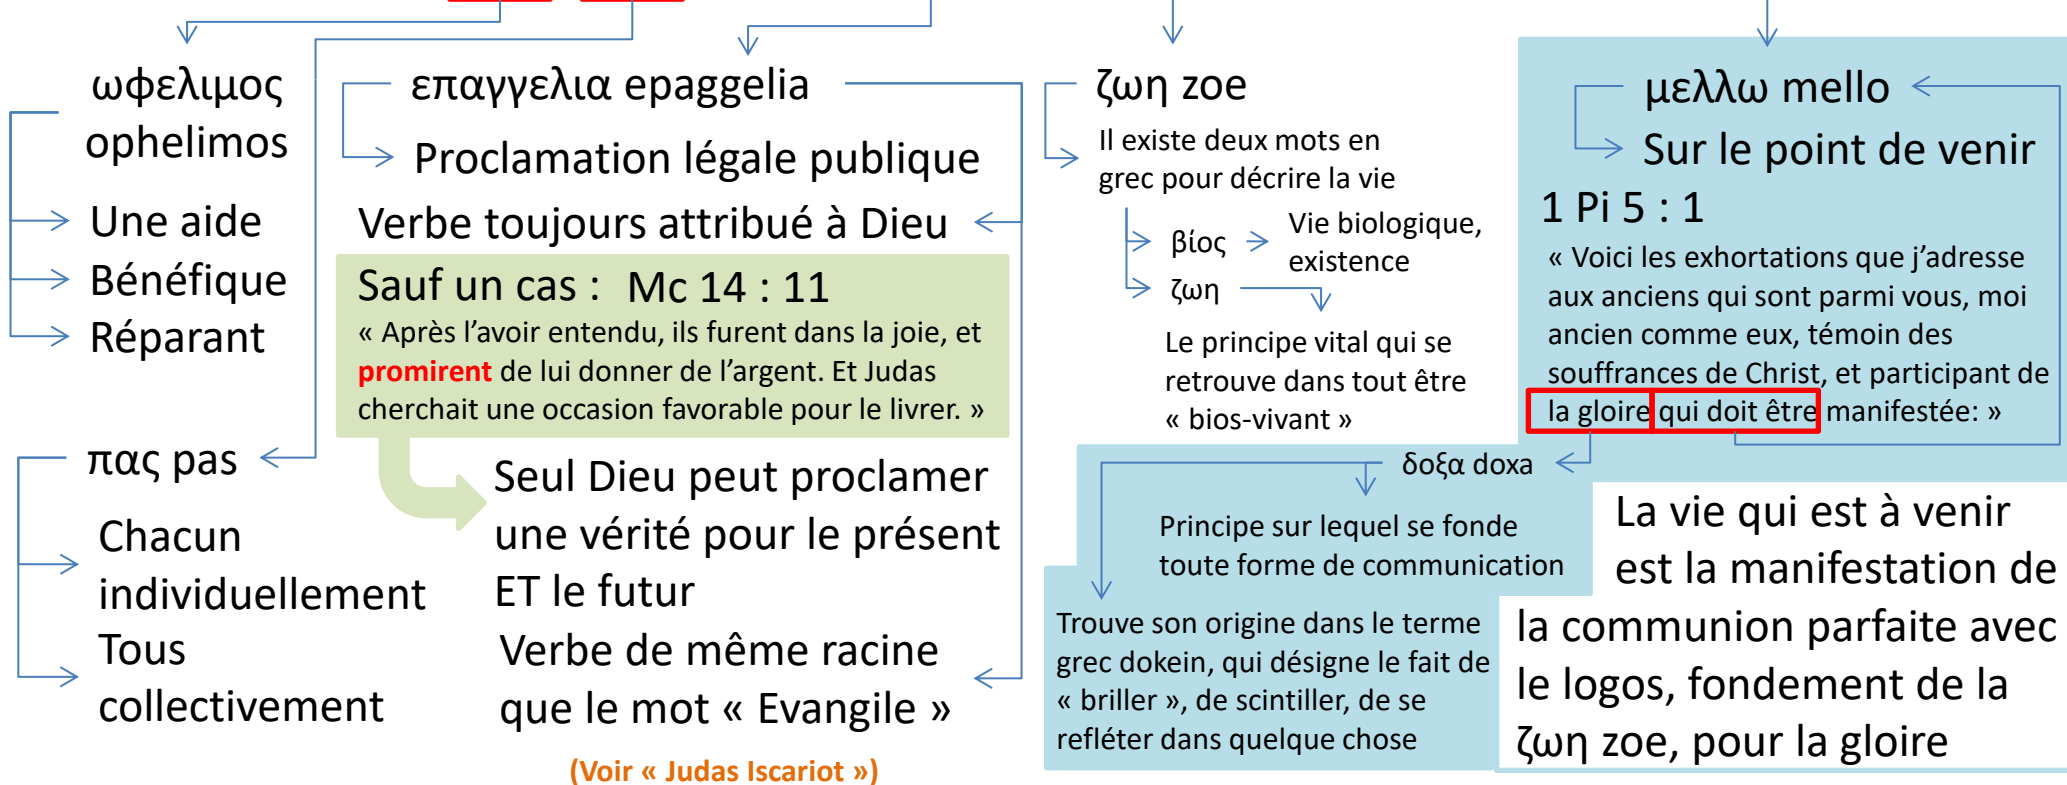 ωφελιμος
ophelimos
Une aide
Bénéfique
Réparant
πας pas
Chacun
individuellement
Tous
collectivement
επαγγελια epaggelia
Proclamation légale publique
Verbe toujours attribué à Dieu
Sauf un cas : Mc 14 : 11
« Après l’avoir entendu, ils furent dans la joie, et
promirent de lui donner de l’argent. Et Judas
cherchait une occasion favorable pour le livrer. »
Seul Dieu peut proclamer
une vérité pour le présent
ET le futur
Verbe de même racine
que le mot « Evangile »
(Voir « Judas Iscariot »)
ζωη zoe
Il existe deux mots en
grec pour décrire la vie
βίος
Vie biologique,
existence
ζωη
Le principe vital qui se
retrouve dans tout être
« bios-vivant »
μελλω mello
Sur le point de venir
1 Pi 5 : 1
« Voici les exhortations que j’adresse
aux anciens qui sont parmi vous, moi
ancien comme eux, témoin des
souffrances de Christ, et participant de
la gloire qui doit être manifestée: »
δοξα doxa
Principe sur lequel se fonde
toute forme de communication
Trouve son origine dans le terme
grec dokein, qui désigne le fait de
« briller », de scintiller, de se
refléter dans quelque chose
La vie qui est à venir
est la manifestation de
la communion parfaite avec
le logos, fondement de la
ζωη zoe, pour la gloire